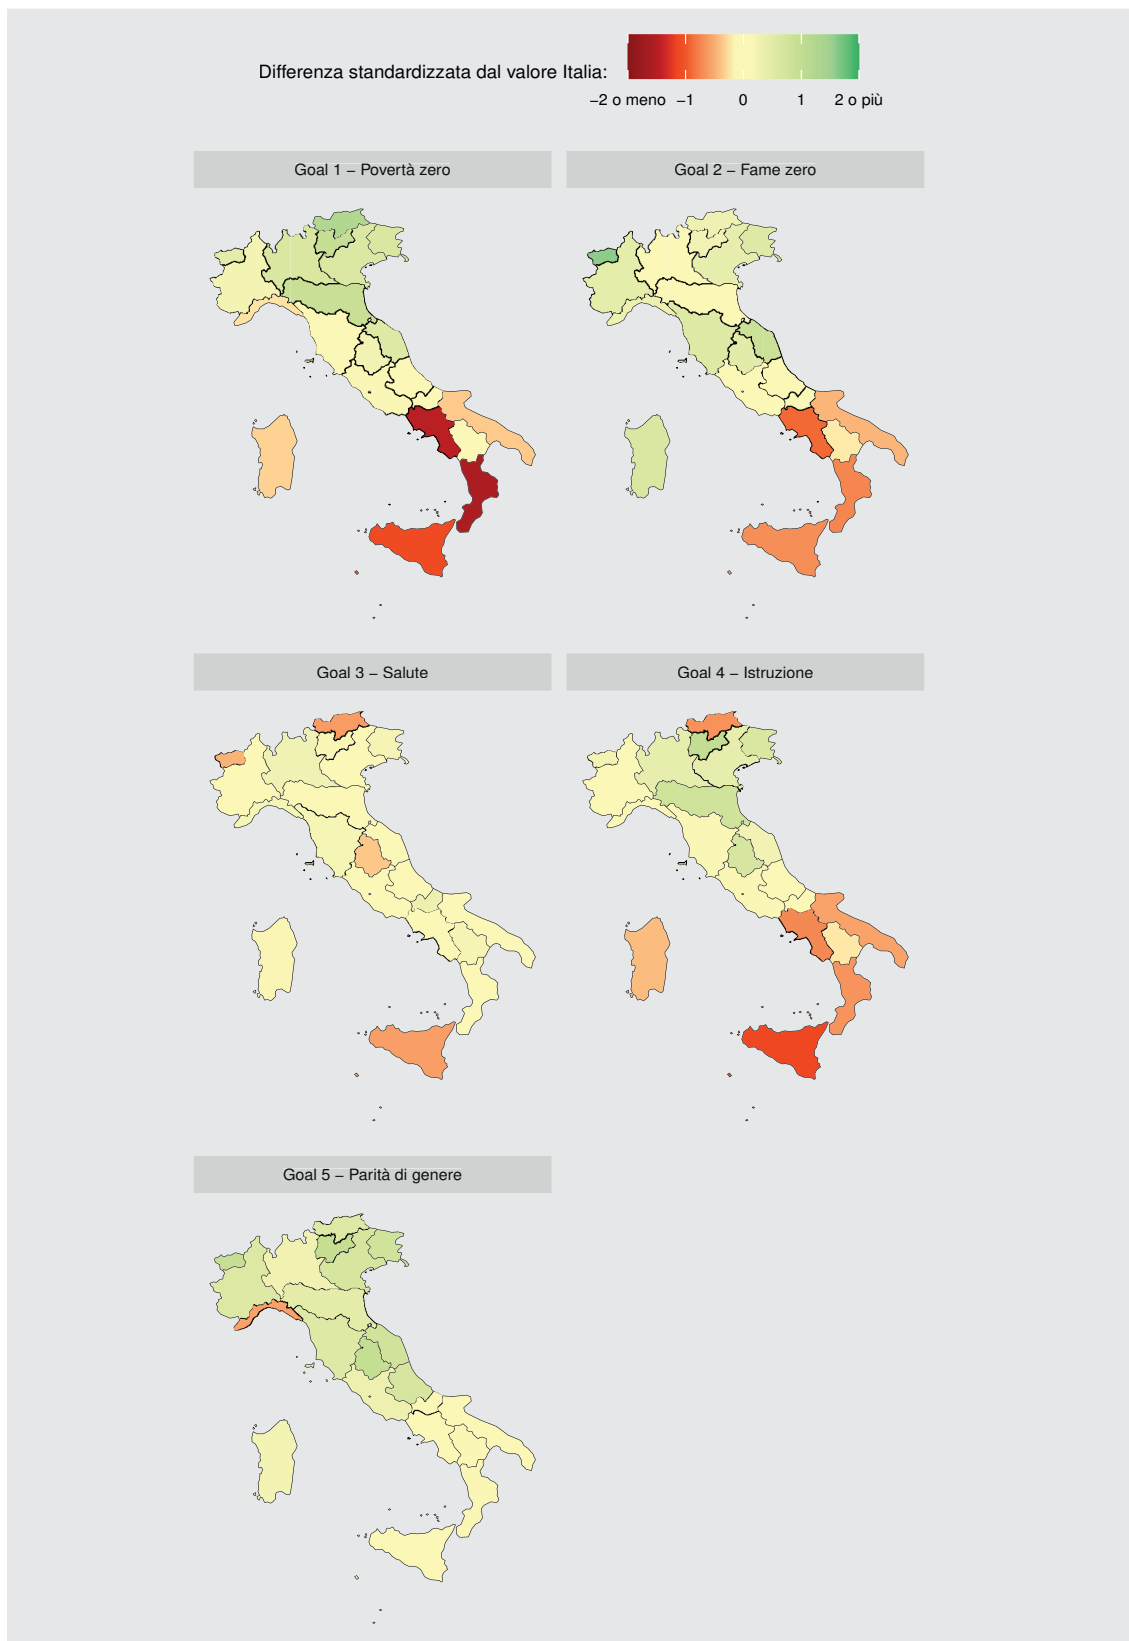 Differenza standardizzata dal valore Italia:
−2 o meno −1 0 1 2 o più
Goal 1 − Povertà zero
Goal 2 − Fame zero
Goal 3 − Salute
Goal 4 − Istruzione
Goal 5 − Parità di genere